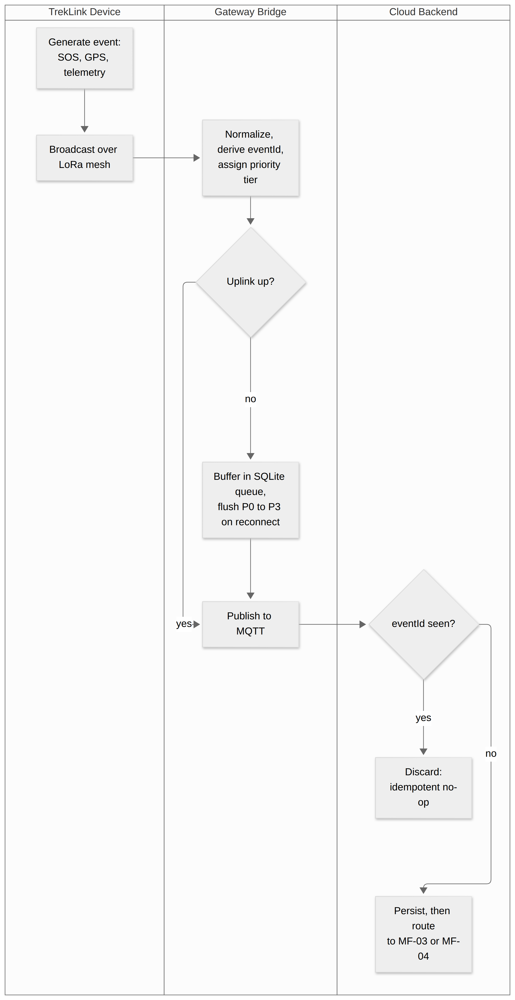 TrekLink Device
Gateway Bridge
Cloud Backend
Generate event:
SOS, GPS,
telemetry
Broadcast over
LoRa mesh
Normalize,
derive eventId,
assign priority
tier
Uplink up?
no
Buffer in SQLite
queue,
flush P0 to P3
on reconnect
yes
Publish to
MQTT
eventId seen?
yes
no
Discard:
idempotent no-
op
Persist, then
route
to MF-03 or MF-
04